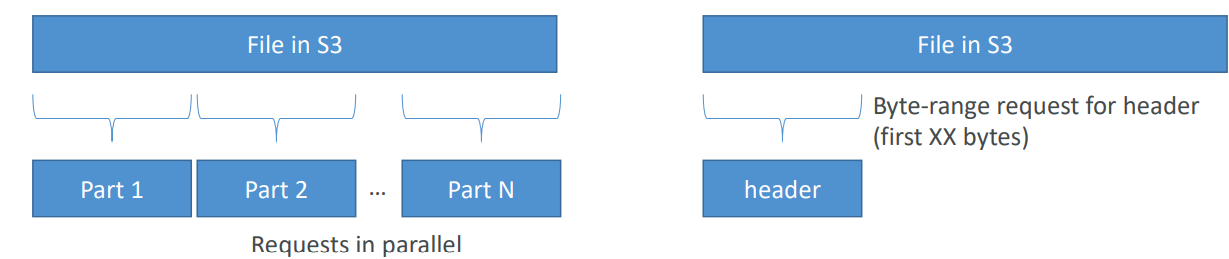 File in S3
Part 1
Part 2
...
Part N
Requests in parallel
File in S3
Byte-range request for header
(first XX bytes)
header